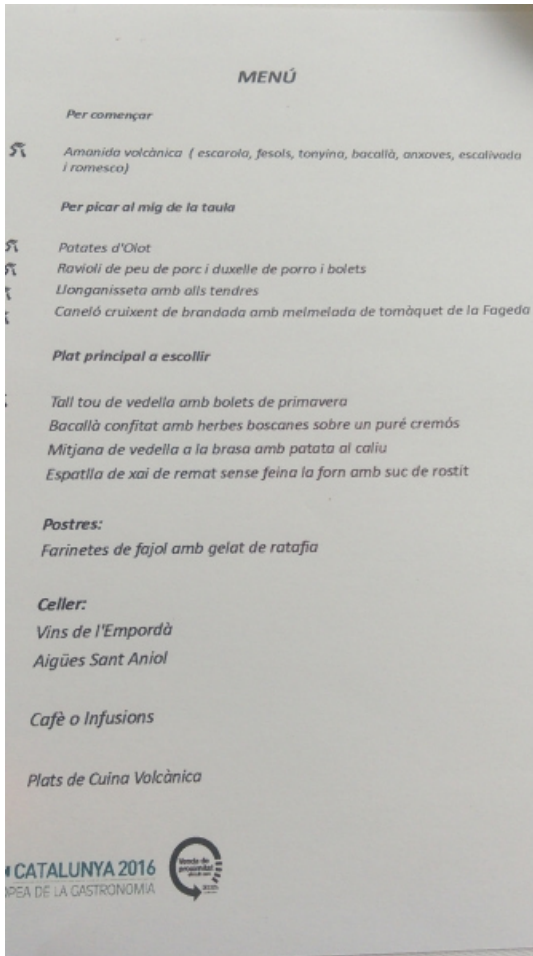 MENÚ
Per començar
Amanida volcànica ( escarola, fesols, tonyina, bacallà, anxoves, escalivada
i romesco)
Per picar al mig de la taula
Patates d'Olot
Ravioli de peu de porc i duxelle de porro i bolets
Llonganisseta amb alls tendres
Caneló cruixent de brandada amb melmelada de tomàquet de la Fageda
Plat principal a escollir
Tall tou de vedella amb bolets de primavera
Bacallà confitat amb herbes boscanes sobre un puré cremós
Mitjana de vedella a la brasa amb patata al caliu
Espatlla de xai de remat sense feina la forn amb suc de rostit
Postres:
Farinetes de fajol amb gelat de ratafia
Celler:
Vins de l'Empordà
Aigües Sant Aniol
Cafè o Infusions
Plats de Cuina Volcànica
CATALUNYA 2016
OPEA DE LA GASTRONOMIA
Venda de
proximitat